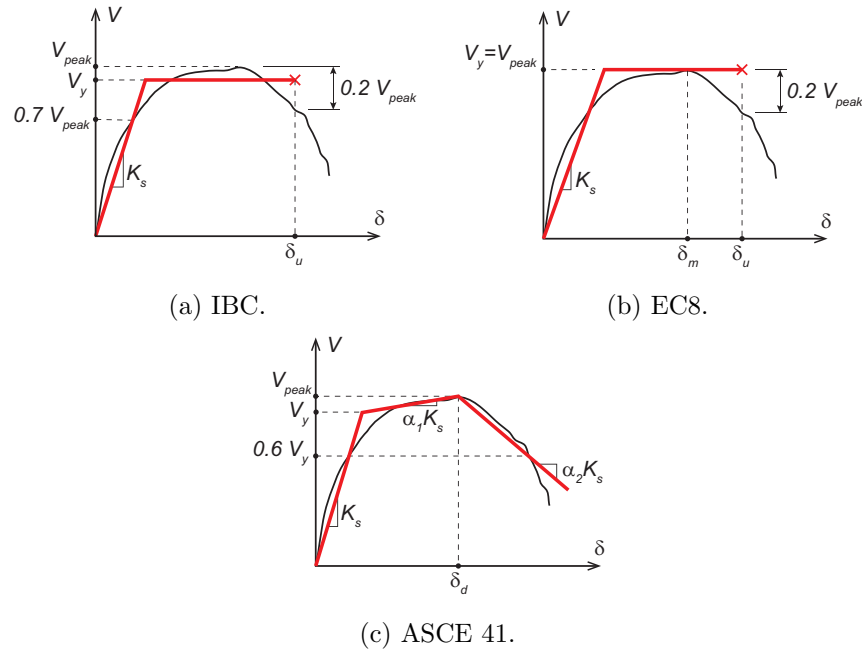 V
V_peak
V_y
0.7 V_peak
0.2 V_peak
K_s
δ
δ_u
(a) IBC.
V
V_y=V_peak
0.2 V_peak
K_s
δ
δ_m
δ_u
(b) EC8.
V
V_peak
V_y
α_1K_s
0.6 V_y
α_2K_s
K_s
δ
δ_d
(c) ASCE 41.